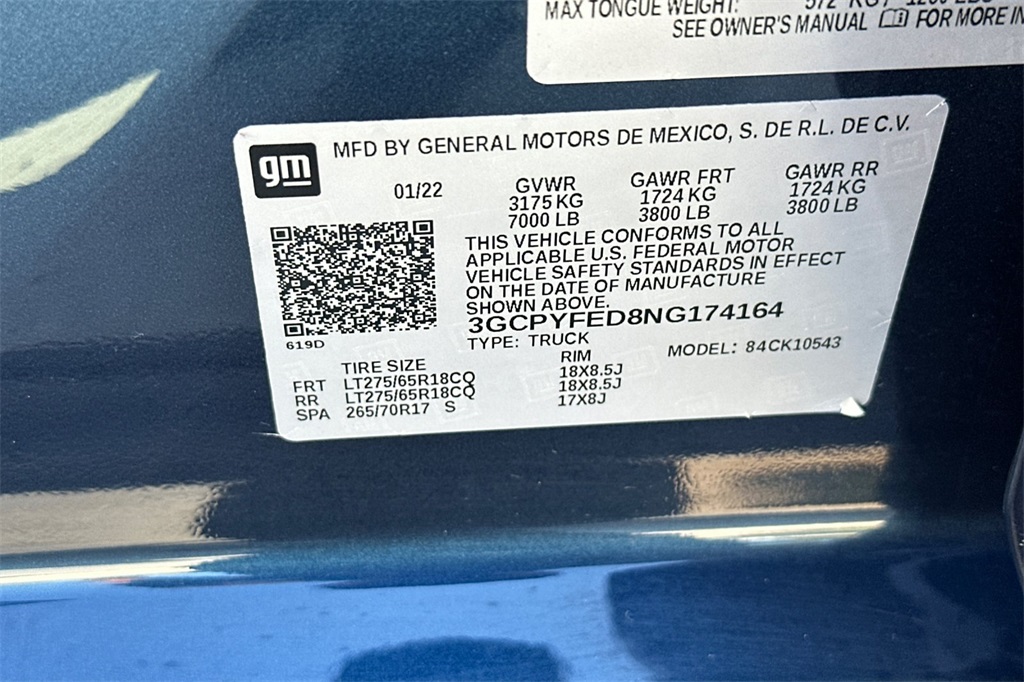 MAX TONGUE WEIGHT: 572 KG / 1260 LBS
SEE OWNER'S MANUAL FOR MORE IN
gm
MFD BY GENERAL MOTORS DE MEXICO, S. DE R.L. DE C.V.
01/22
GVWR GAWR FRT GAWR RR
3175 KG 1724 KG 1724 KG
7000 LB 3800 LB 3800 LB
THIS VEHICLE CONFORMS TO ALL
APPLICABLE U.S. FEDERAL MOTOR
VEHICLE SAFETY STANDARDS IN EFFECT
ON THE DATE OF MANUFACTURE
SHOWN ABOVE.
3GCPYFED8NG174164
619D
TYPE: TRUCK MODEL: 84CK10543
TIRE SIZE RIM
FRT LT275/65R18CQ 18X8.5J
RR LT275/65R18CQ 18X8.5J
SPA 265/70R17 S 17X8J